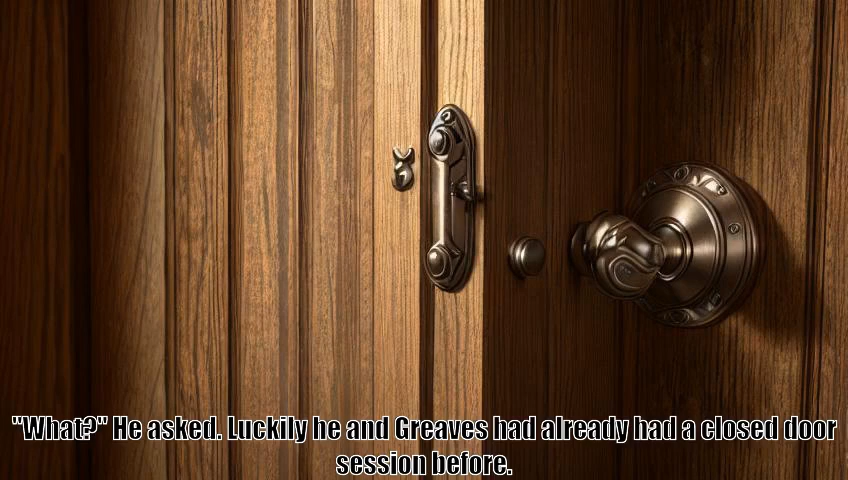 "What?" He asked. Luckily he and Greaves had already had a closed door
session before.